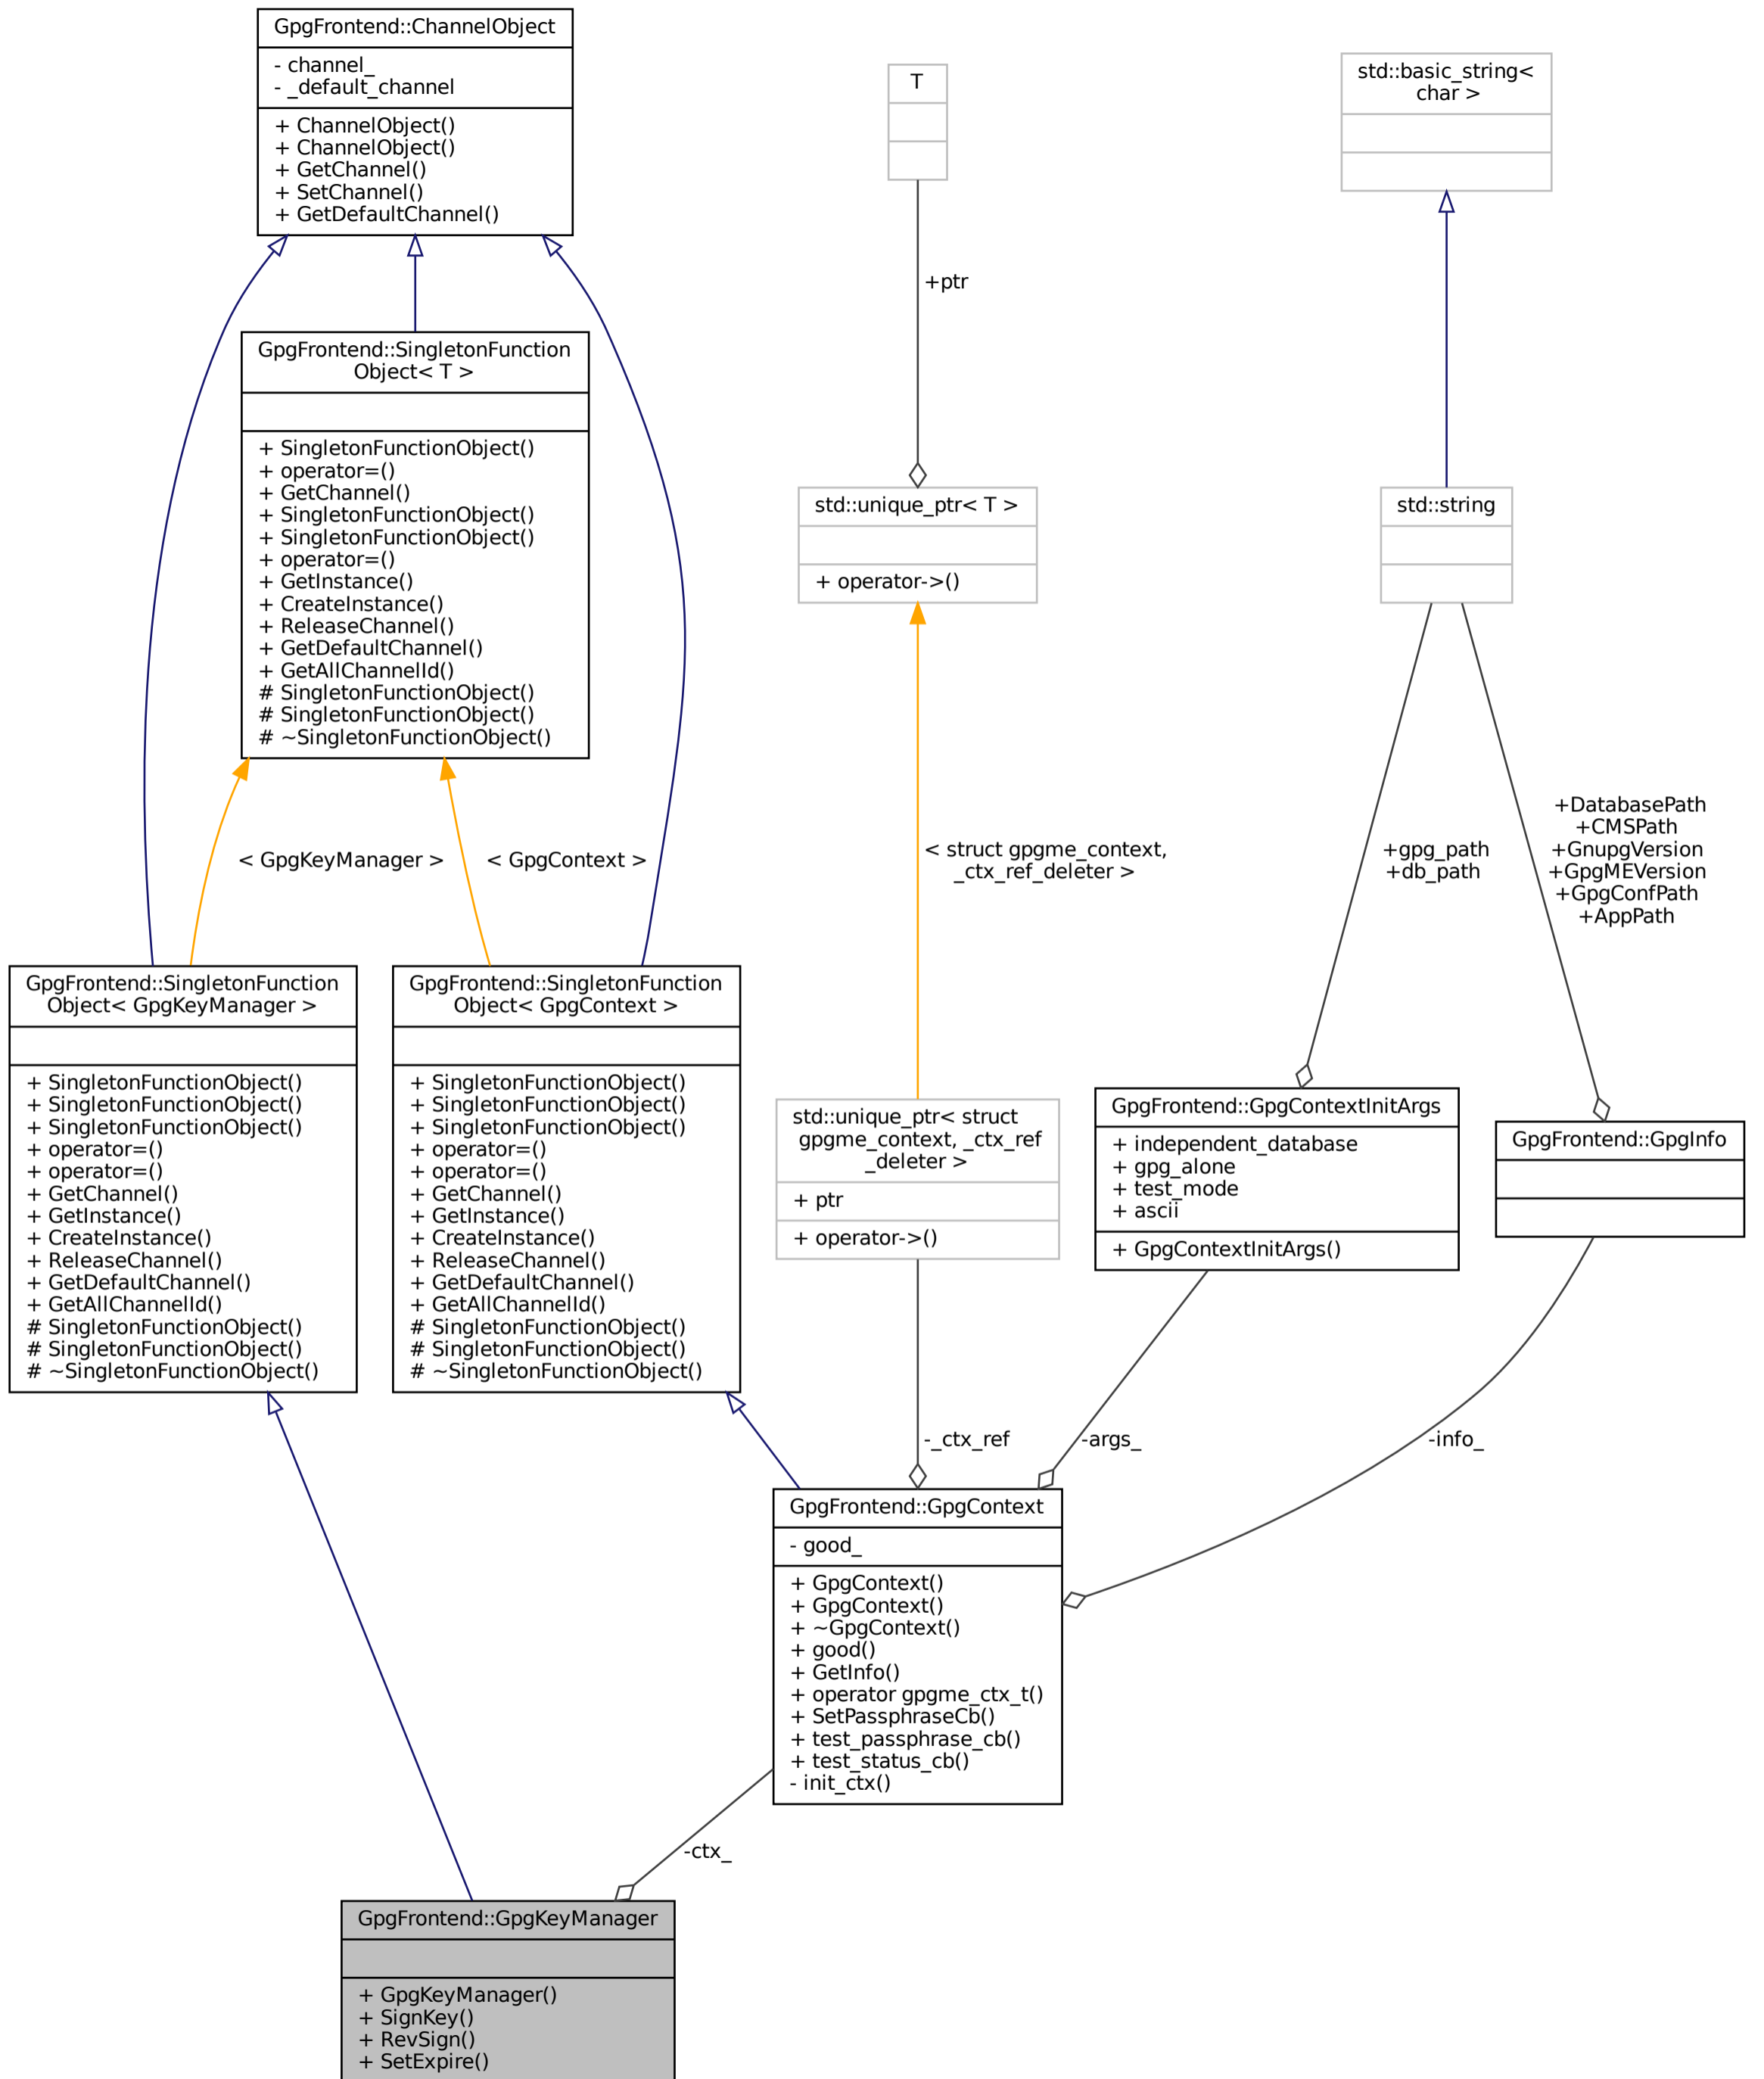 GpgFrontend::ChannelObject
- channel_
- _default_channel
+ ChannelObject()
+ ChannelObject()
+ GetChannel()
+ SetChannel()
+ GetDefaultChannel()
T
std::basic_string<
char >
+ptr
GpgFrontend::SingletonFunction
Object< T >
+ SingletonFunctionObject()
+ operator=()
+ GetChannel()
+ SingletonFunctionObject()
+ SingletonFunctionObject()
+ operator=()
+ GetInstance()
+ CreateInstance()
+ ReleaseChannel()
+ GetDefaultChannel()
+ GetAllChannelId()
# SingletonFunctionObject()
# SingletonFunctionObject()
# ~SingletonFunctionObject()
std::unique_ptr< T >
+ operator->()
std::string
< GpgKeyManager >
< GpgContext >
< struct gpgme_context,
_ctx_ref_deleter >
+gpg_path
+db_path
+DatabasePath
+CMSPath
+GnupgVersion
+GpgMEVersion
+GpgConfPath
+AppPath
GpgFrontend::SingletonFunction
Object< GpgKeyManager >
+ SingletonFunctionObject()
+ SingletonFunctionObject()
+ SingletonFunctionObject()
+ operator=()
+ operator=()
+ GetChannel()
+ GetInstance()
+ CreateInstance()
+ ReleaseChannel()
+ GetDefaultChannel()
+ GetAllChannelId()
# SingletonFunctionObject()
# SingletonFunctionObject()
# ~SingletonFunctionObject()
GpgFrontend::SingletonFunction
Object< GpgContext >
+ SingletonFunctionObject()
+ SingletonFunctionObject()
+ SingletonFunctionObject()
+ operator=()
+ operator=()
+ GetChannel()
+ GetInstance()
+ CreateInstance()
+ ReleaseChannel()
+ GetDefaultChannel()
+ GetAllChannelId()
# SingletonFunctionObject()
# SingletonFunctionObject()
# ~SingletonFunctionObject()
std::unique_ptr< struct
gpgme_context, _ctx_ref
_deleter >
+ ptr
+ operator->()
GpgFrontend::GpgContextInitArgs
+ independent_database
+ gpg_alone
+ test_mode
+ ascii
+ GpgContextInitArgs()
GpgFrontend::GpgInfo
-_ctx_ref
-args_
-info_
GpgFrontend::GpgContext
- good_
+ GpgContext()
+ GpgContext()
+ ~GpgContext()
+ good()
+ GetInfo()
+ operator gpgme_ctx_t()
+ SetPassphraseCb()
+ test_passphrase_cb()
+ test_status_cb()
- init_ctx()
-ctx_
GpgFrontend::GpgKeyManager
+ GpgKeyManager()
+ SignKey()
+ RevSign()
+ SetExpire()